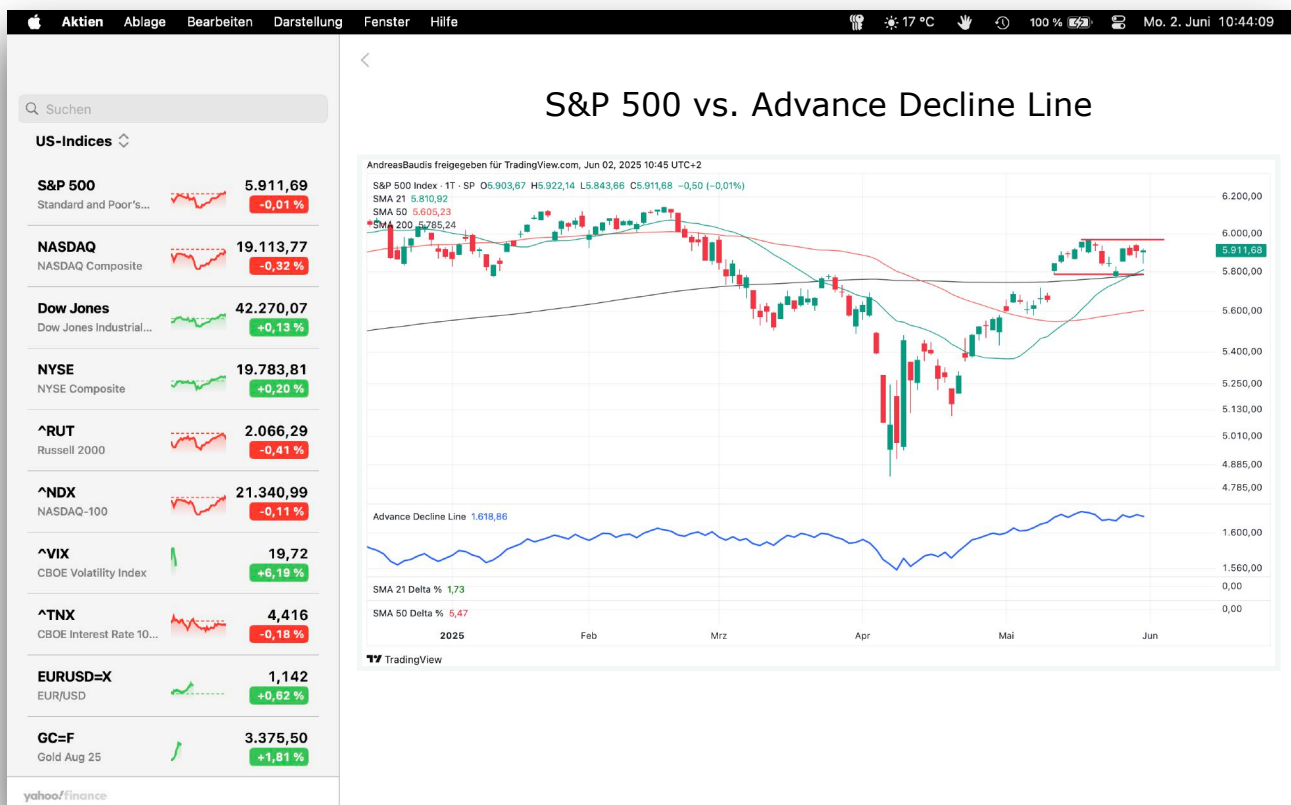 Aktien Ablage Bearbeiten Darstellung Fenster Hilfe 17 °C 100 % Mo. 2. Juni 10:44:09
Suchen
US-Indices
S&P 500 5.911,69
Standard and Poor's... -0,01 %
NASDAQ 19.113,77
NASDAQ Composite -0,32 %
Dow Jones 42.270,07
Dow Jones Industrial... +0,13 %
NYSE 19.783,81
NYSE Composite +0,20 %
^RUT 2.066,29
Russell 2000 -0,41 %
^NDX 21.340,99
NASDAQ-100 -0,11 %
^VIX 19,72
CBOE Volatility Index +6,19 %
^TNX 4,416
CBOE Interest Rate 10... -0,18 %
EURUSD=X 1,142
EUR/USD +0,62 %
GC=F 3.375,50
Gold Aug 25 +1,81 %
yahoo!finance
S&P 500 vs. Advance Decline Line
AndreasBaudis freigegeben für TradingView.com, Jun 02, 2025 10:45 UTC+2
S&P 500 Index · 1T · SP O5.903,67 H5.922,14 L5.843,66 C5.911,68 −0,50 (−0,01%)
SMA 21 5.810,92
SMA 50 5.605,23
SMA 200 5.785,24
6.200,00
6.000,00
5.911,68
5.800,00
5.600,00
5.400,00
5.250,00
5.130,00
5.010,00
4.885,00
4.785,00
Advance Decline Line 1.618,86
1.600,00
1.560,00
SMA 21 Delta % 1,73
0,00
SMA 50 Delta % 5,47
0,00
2025 Feb Mrz Apr Mai Jun
TradingView